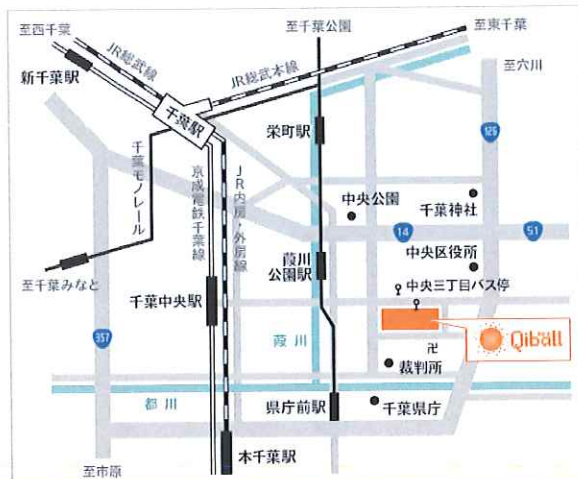 至西千葉
JR総武線
至千葉公園
至東千葉
新千葉駅
JR総武本線
至穴川
千葉駅
栄町駅
126
千葉モノレール
京成電鉄千葉線
JR内房・外房線
中央公園
千葉神社
14
51
葭川
公園駅
中央区役所
至千葉みなと
千葉中央駅
中央三丁目バス停
357
葭川
卍
Qiball
裁判所
都川
県庁前駅
千葉県庁
本千葉駅
至市原